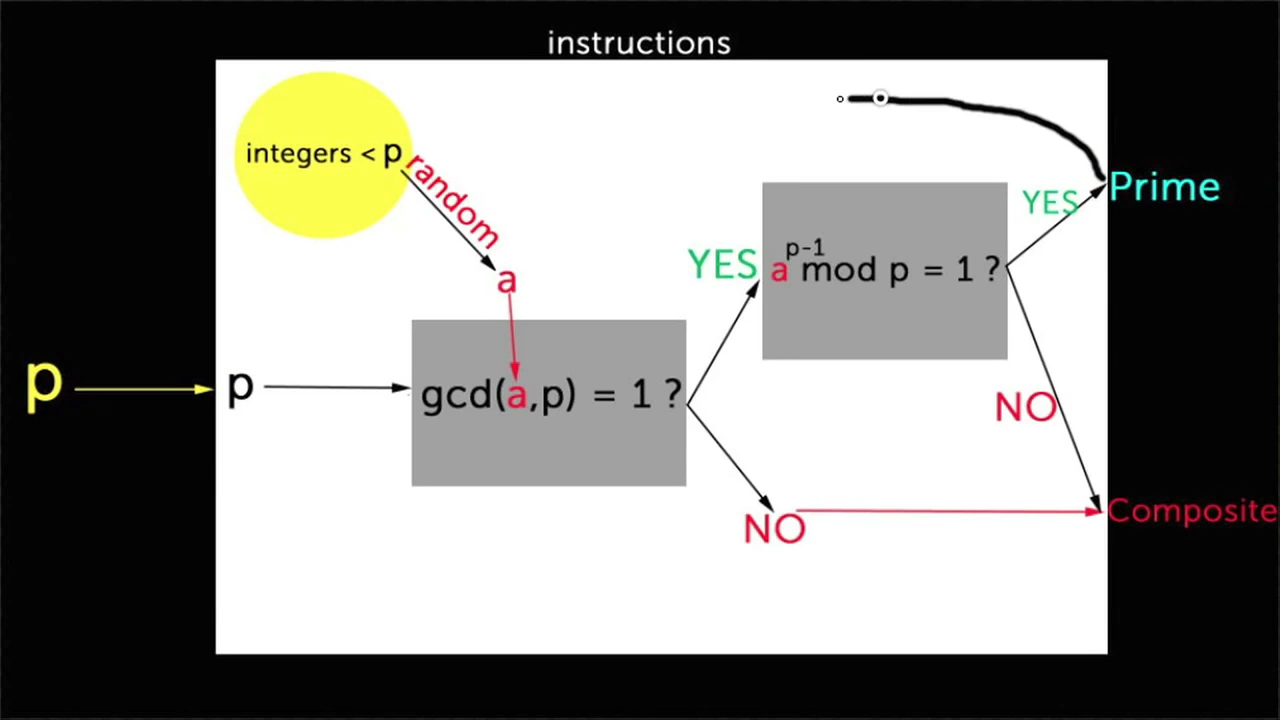 instructions
integers < p
random
a
p
p
gcd(a,p) = 1 ?
YES
NO
a^p-1 mod p = 1 ?
YES
NO
Prime
Composite